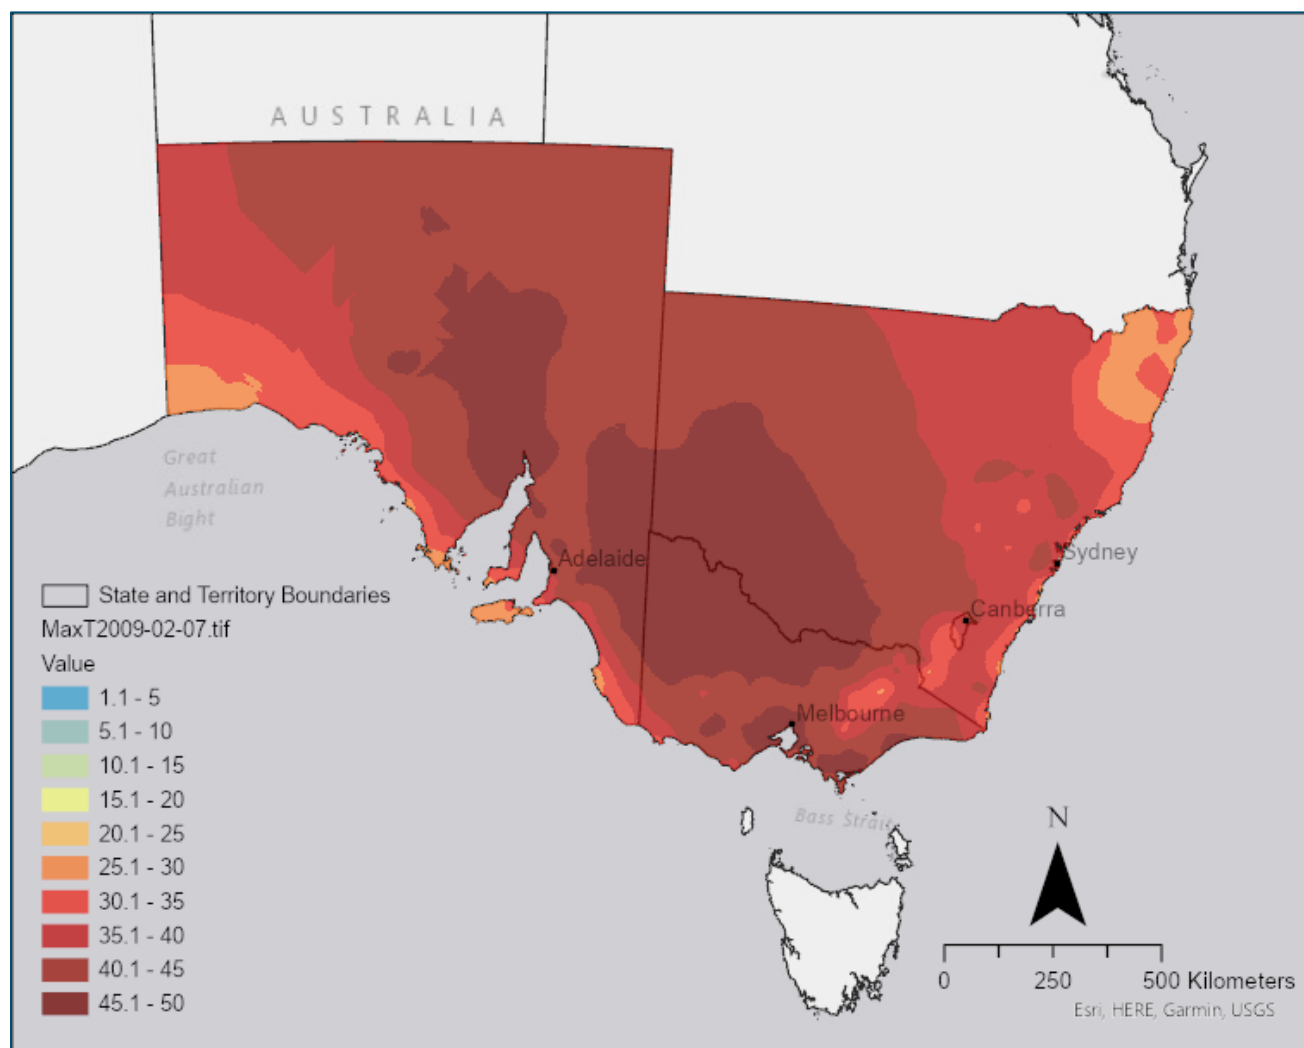 AUSTRALIA
Great
Australian
Bight
Adelaide
Sydney
Canberra
Melbourne
Bass Strait
State and Territory Boundaries
MaxT2009-02-07.tif
Value
1.1 - 5
5.1 - 10
10.1 - 15
15.1 - 20
20.1 - 25
25.1 - 30
30.1 - 35
35.1 - 40
40.1 - 45
45.1 - 50
N
0 250 500 Kilometers
Esri, HERE, Garmin, USGS